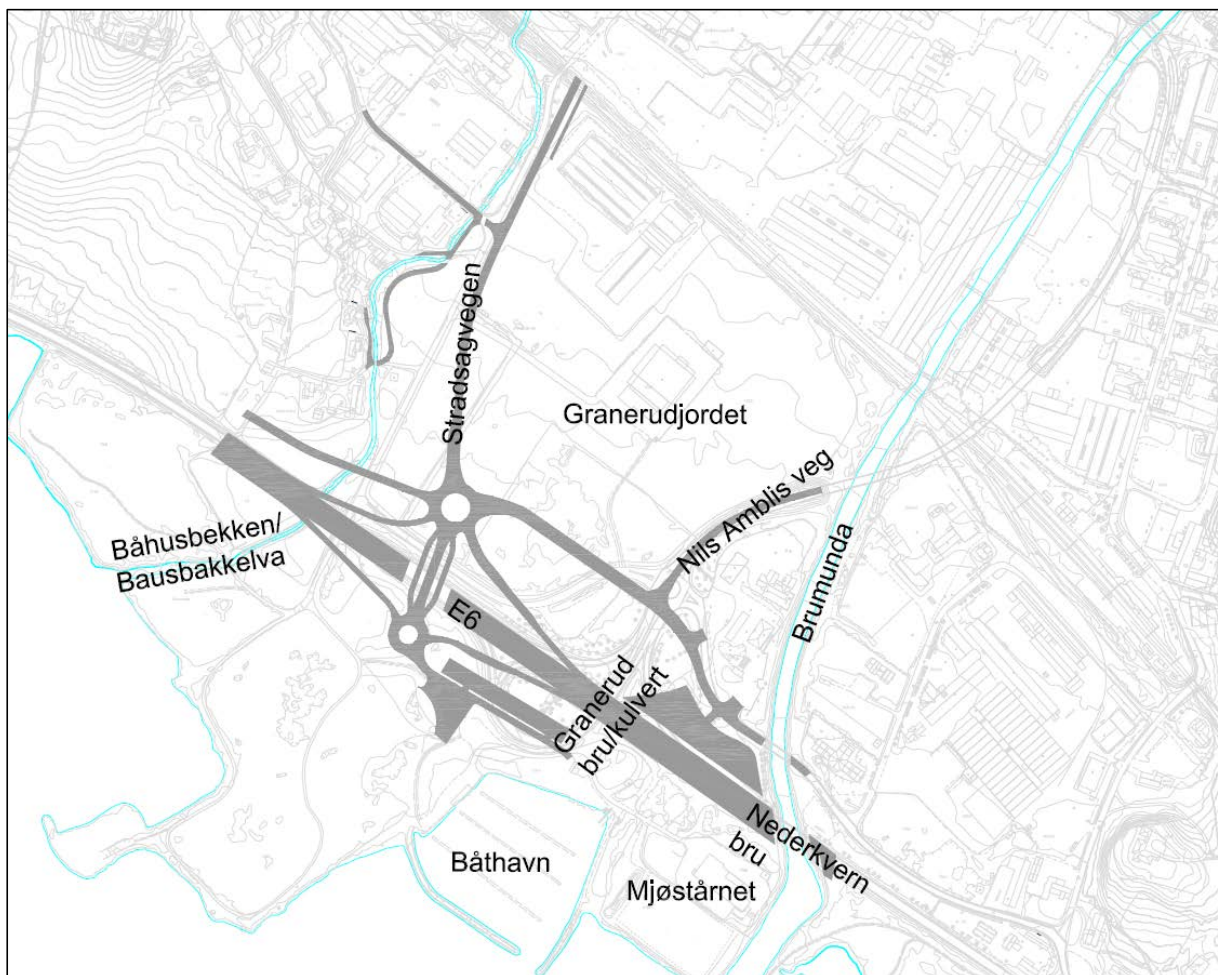 Stradsagvegen
Granerudjordet
Nils Amblis veg
Båhusbekken/
Bausbakkelva
Brumunda
E6
Granerud
bru/kulvert
Nederkvern
bru
Båthavn
Mjøstårnet